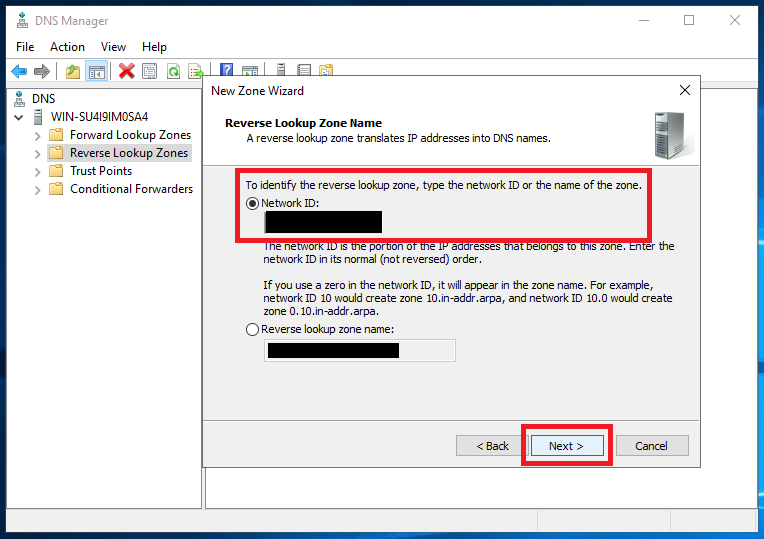 DNS Manager
File Action View Help
New Zone Wizard
DNS
WIN-SU4I9IM0SA4
Forward Lookup Zones
Reverse Lookup Zones
Trust Points
Conditional Forwarders
Reverse Lookup Zone Name
A reverse lookup zone translates IP addresses into DNS names.
To identify the reverse lookup zone, type the network ID or the name of the zone.
Network ID:
The network ID is the portion of the IP addresses that belongs to this zone. Enter the
network ID in its normal (not reversed) order.
If you use a zero in the network ID, it will appear in the zone name. For example,
network ID 10 would create zone 10.in-addr.arpa, and network ID 10.0 would create
zone 0.10.in-addr.arpa.
Reverse lookup zone name:
< Back Next > Cancel